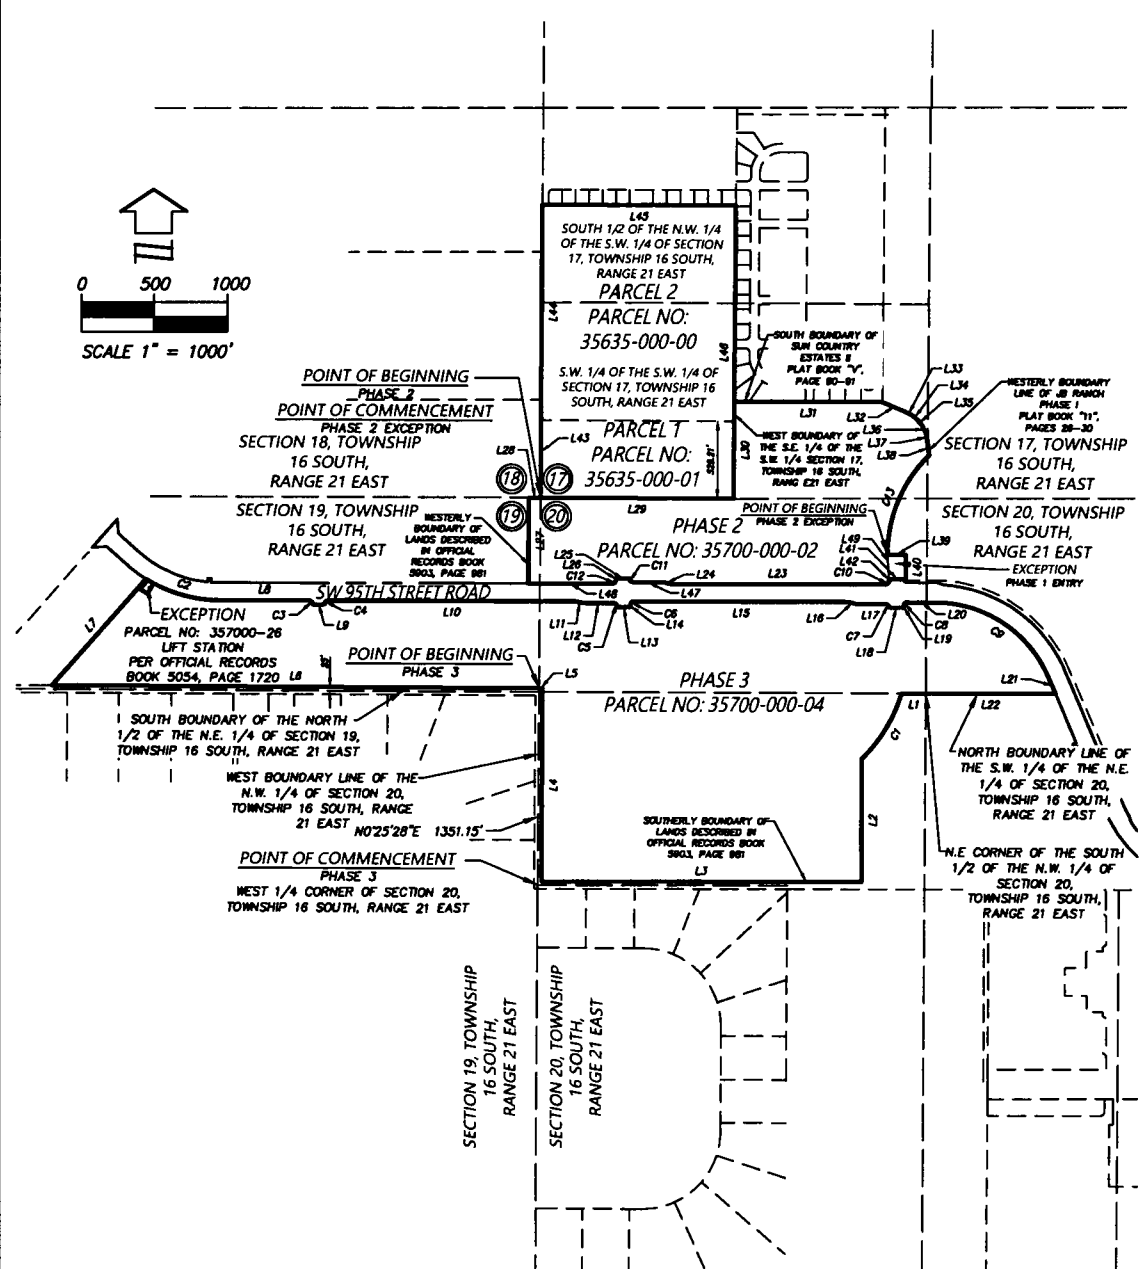 L45
SOUTH 1/2 OF THE N.W. 1/4
OF THE S.W. 1/4 OF SECTION
17, TOWNSHIP 16 SOUTH,
RANGE 21 EAST
PARCEL 2
PARCEL NO:
35635-000-00
L44
L46
S.W. 1/4 OF THE S.W. 1/4 OF
SECTION 17, TOWNSHIP 16
SOUTH, RANGE 21 EAST
PARCEL 1
PARCEL NO:
35635-000-01
0 500 1000
SCALE 1" = 1000'
SOUTH BOUNDARY OF
SUN COUNTRY
ESTATES II
PLAT BOOK "V",
PAGE 90-91
L31
L32
L33
L34
L35
L36
L37
L38
WESTERLY BOUNDARY
LINE OF JB RANCH
PHASE I
PLAT BOOK "11",
PAGES 28-30
POINT OF BEGINNING
PHASE 2
POINT OF COMMENCEMENT
PHASE 2 EXCEPTION
SECTION 18, TOWNSHIP
16 SOUTH,
RANGE 21 EAST
L28
L43
18
17
19
20
L30
WEST BOUNDARY OF
THE S.E. 1/4 OF THE
S.W. 1/4 SECTION 17,
TOWNSHIP 16 SOUTH,
RANG E21 EAST
SECTION 17, TOWNSHIP
16 SOUTH,
RANGE 21 EAST
C13
SECTION 19, TOWNSHIP
16 SOUTH,
RANGE 21 EAST
WESTERLY
BOUNDARY OF
LANDS DESCRIBED
IN OFFICIAL
RECORDS BOOK
5903, PAGE 981
L27
L29
PHASE 2
PARCEL NO: 35700-000-02
POINT OF BEGINNING
PHASE 2 EXCEPTION
SECTION 20, TOWNSHIP
16 SOUTH,
RANGE 21 EAST
L49
L41
L42
C10
L39
L40
EXCEPTION
PHASE 1 ENTRY
L25
L26
C12
C11
L24
L23
L48
L47
C2
L8
SW 95TH STREET ROAD
C3
C4
L9
L10
L11
L12
C5
C6
L14
L13
L15
L16
L17
C7
L18
L20
C8
L19
C9
L7
EXCEPTION
PARCEL NO: 357000-26
LIFT STATION
PER OFFICIAL RECORDS
BOOK 5054, PAGE 1720
L6
POINT OF BEGINNING
PHASE 3
L5
PHASE 3
PARCEL NO: 35700-000-04
L1
L21
L22
C1
SOUTH BOUNDARY OF THE NORTH
1/2 OF THE N.E. 1/4 OF SECTION 19,
TOWNSHIP 16 SOUTH, RANGE 21 EAST
WEST BOUNDARY LINE OF THE
N.W. 1/4 OF SECTION 20,
TOWNSHIP 16 SOUTH, RANGE
21 EAST
N0°25'28"E 1351.15'
L4
L2
L3
SOUTHERLY BOUNDARY OF
LANDS DESCRIBED IN
OFFICIAL RECORDS BOOK
5903, PAGE 981
POINT OF COMMENCEMENT
PHASE 3
WEST 1/4 CORNER OF SECTION 20,
TOWNSHIP 16 SOUTH, RANGE 21 EAST
NORTH BOUNDARY LINE OF
THE S.W. 1/4 OF THE N.E.
1/4 OF SECTION 20,
TOWNSHIP 16 SOUTH,
RANGE 21 EAST
N.E CORNER OF THE SOUTH
1/2 OF THE N.W. 1/4 OF
SECTION 20,
TOWNSHIP 16 SOUTH,
RANGE 21 EAST
SECTION 19, TOWNSHIP
16 SOUTH,
RANGE 21 EAST
SECTION 20, TOWNSHIP
16 SOUTH,
RANGE 21 EAST